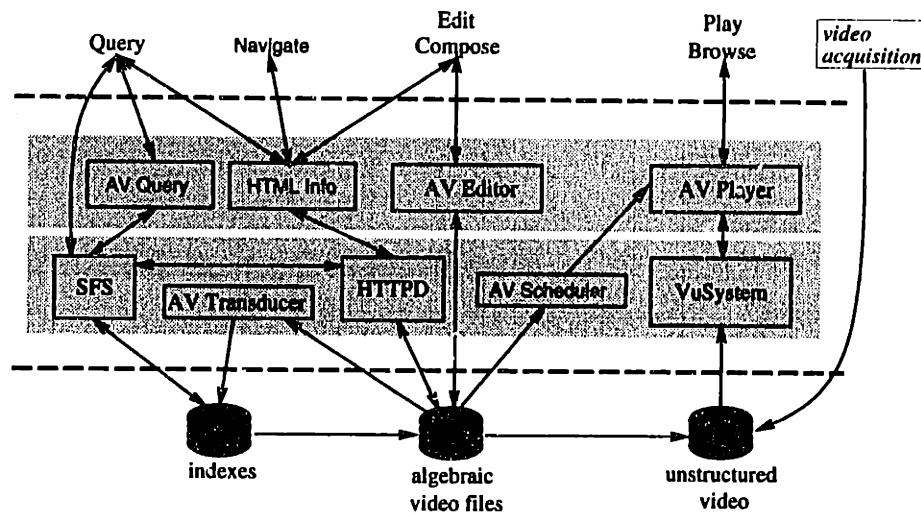 Query
Navigate
Edit
Compose
Play
Browse
video
acquisition
AV Query
HTML Info
AV Editor
AV Player
SFS
AV Transducer
HTTPD
AV Scheduler
VuSystem
indexes
algebraic
video files
unstructured
video